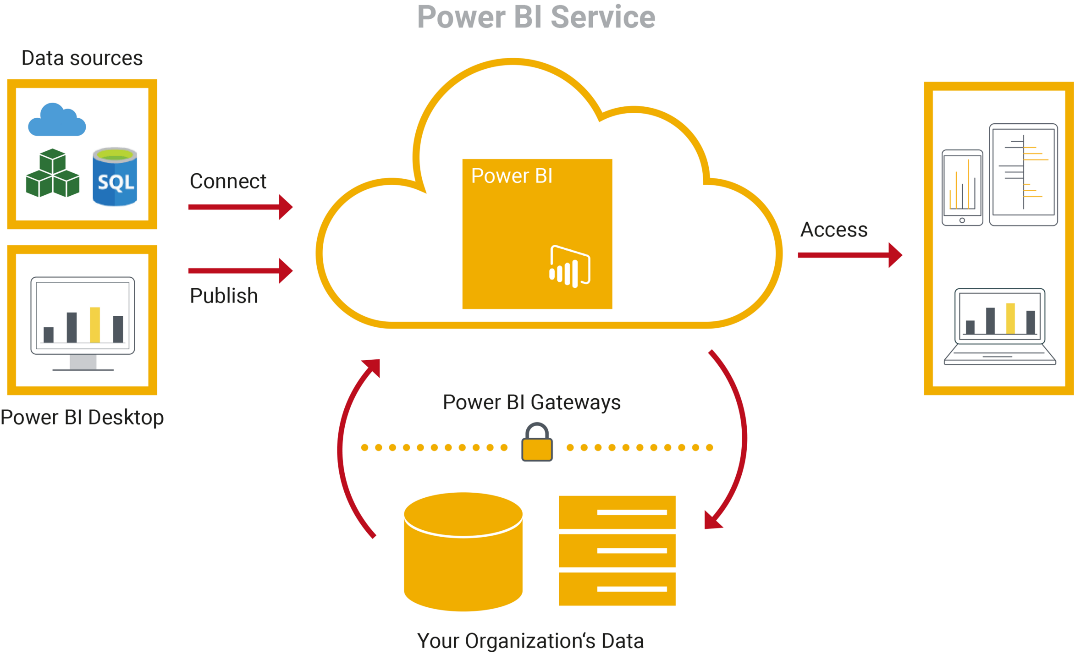 Power BI Service
Data sources
SQL
Connect
Power BI
Access
Publish
Power BI Desktop
Power BI Gateways
Your Organization‘s Data